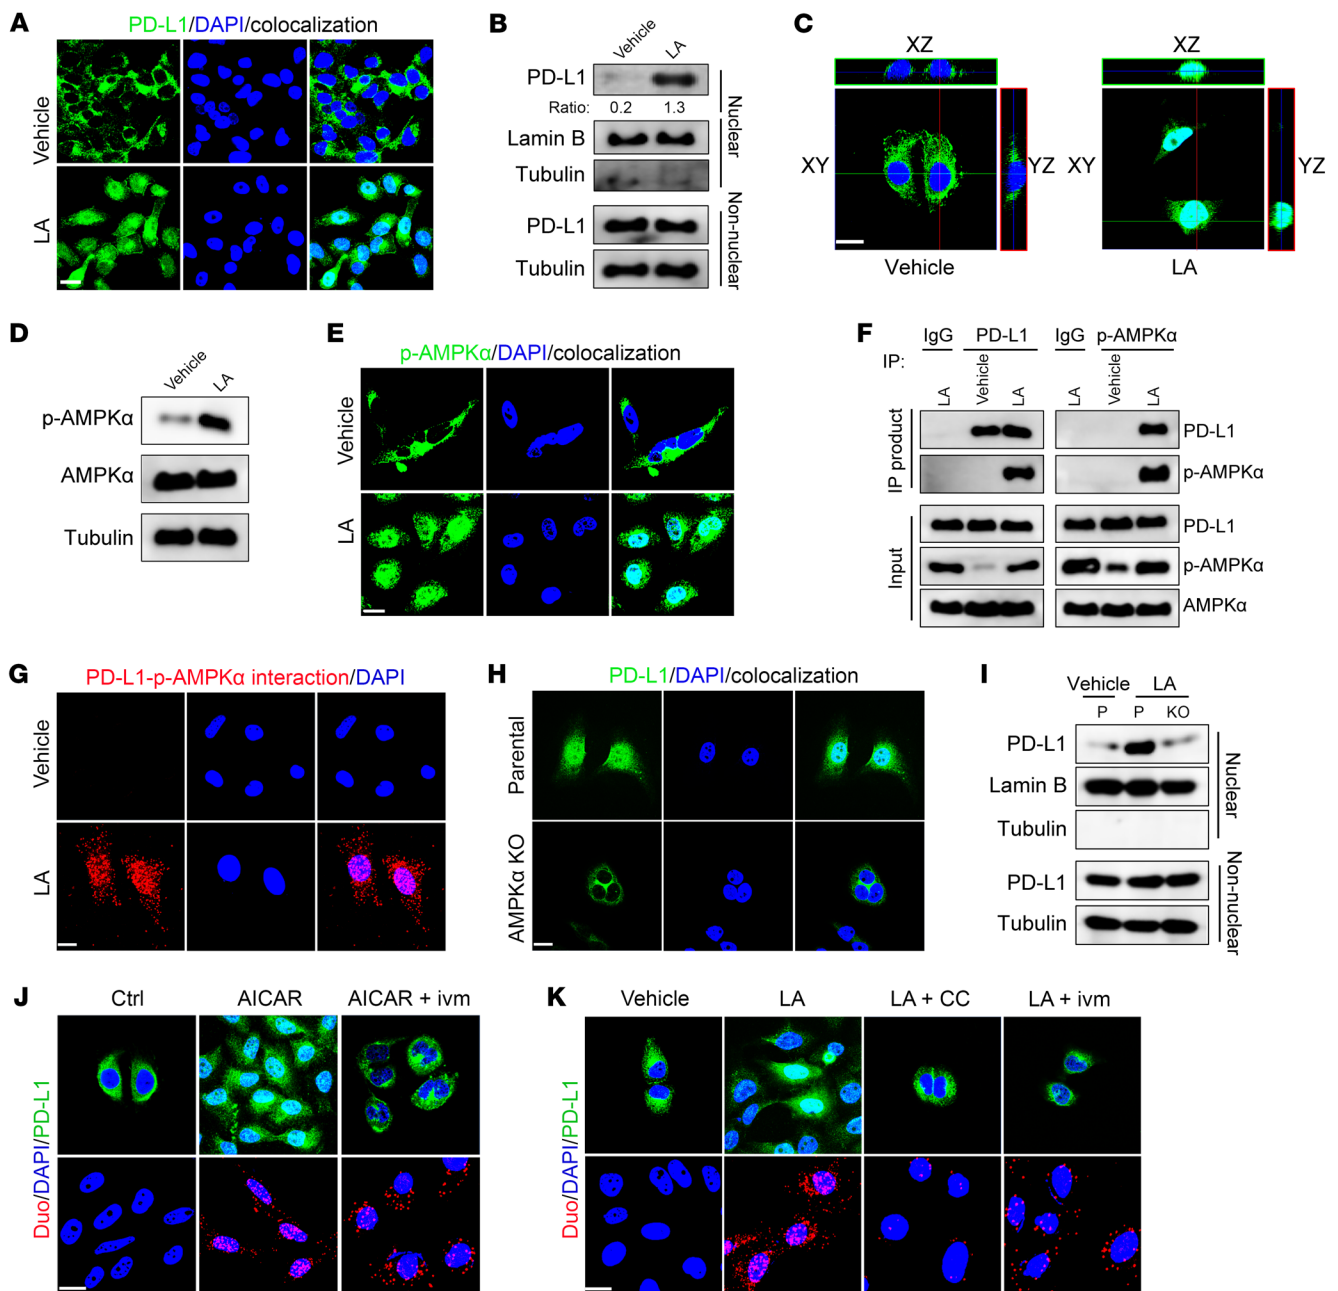 A
PD-L1/DAPI/colocalization
Vehicle
LA
B
Vehicle
LA
PD-L1
Ratio: 0.2 1.3
Lamin B
Tubulin
Nuclear
PD-L1
Tubulin
Non-nuclear
C
XZ
XY
YZ
Vehicle
XZ
XY
YZ
LA
D
Vehicle
LA
p-AMPKα
AMPKα
Tubulin
E
p-AMPKα/DAPI/colocalization
Vehicle
LA
F
IP:
IgG PD-L1 IgG p-AMPKα
LA Vehicle LA LA Vehicle LA
IP product
PD-L1
p-AMPKα
Input
PD-L1
p-AMPKα
AMPKα
G
PD-L1-p-AMPKα interaction/DAPI
Vehicle
LA
H
PD-L1/DAPI/colocalization
Parental
AMPKα KO
I
Vehicle LA
P P KO
PD-L1
Lamin B
Tubulin
Nuclear
PD-L1
Tubulin
Non-nuclear
J
Ctrl AICAR AICAR + ivm
Duo/DAPI/PD-L1
K
Vehicle LA LA + CC LA + ivm
Duo/DAPI/PD-L1